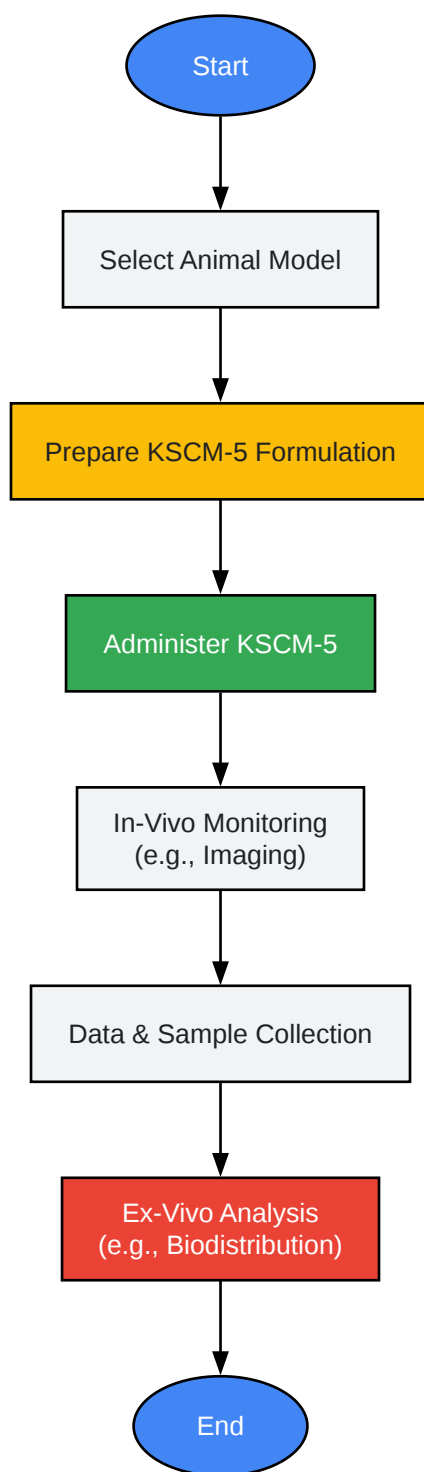 Start
Select Animal Model
Prepare KSCM-5 Formulation
Administer KSCM-5
In-Vivo Monitoring
(e.g., Imaging)
Data & Sample Collection
Ex-Vivo Analysis
(e.g., Biodistribution)
End